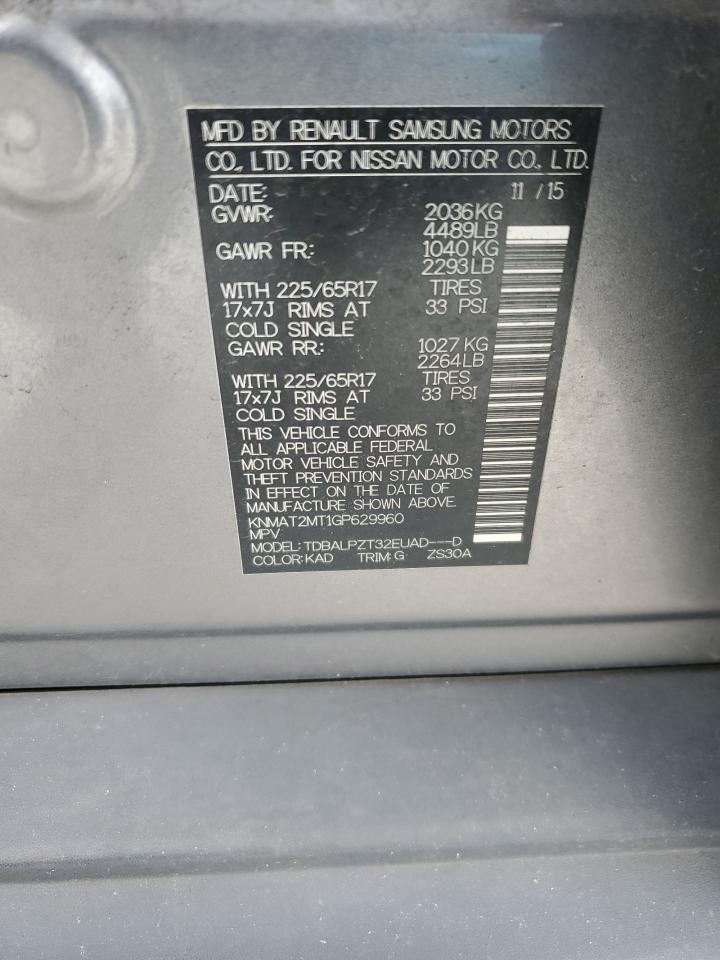 MFD BY RENAULT SAMSUNG MOTORS
CO., LTD. FOR NISSAN MOTOR CO., LTD.
DATE: 11 / 15
GVWR: 2036KG
4489LB
GAWR FR: 1040KG
2293LB
WITH 225/65R17 TIRES
17x7J RIMS AT 33 PSI
COLD SINGLE
GAWR RR: 1027KG
2264LB
WITH 225/65R17 TIRES
17x7J RIMS AT 33 PSI
COLD SINGLE
THIS VEHICLE CONFORMS TO
ALL APPLICABLE FEDERAL
MOTOR VEHICLE SAFETY AND
THEFT PREVENTION STANDARDS
IN EFFECT ON THE DATE OF
MANUFACTURE SHOWN ABOVE
KNMAT2MT1GP629960
MPV
MODEL: TDBALPZT32EUAD---D
COLOR: KAD TRIM: G ZS30A